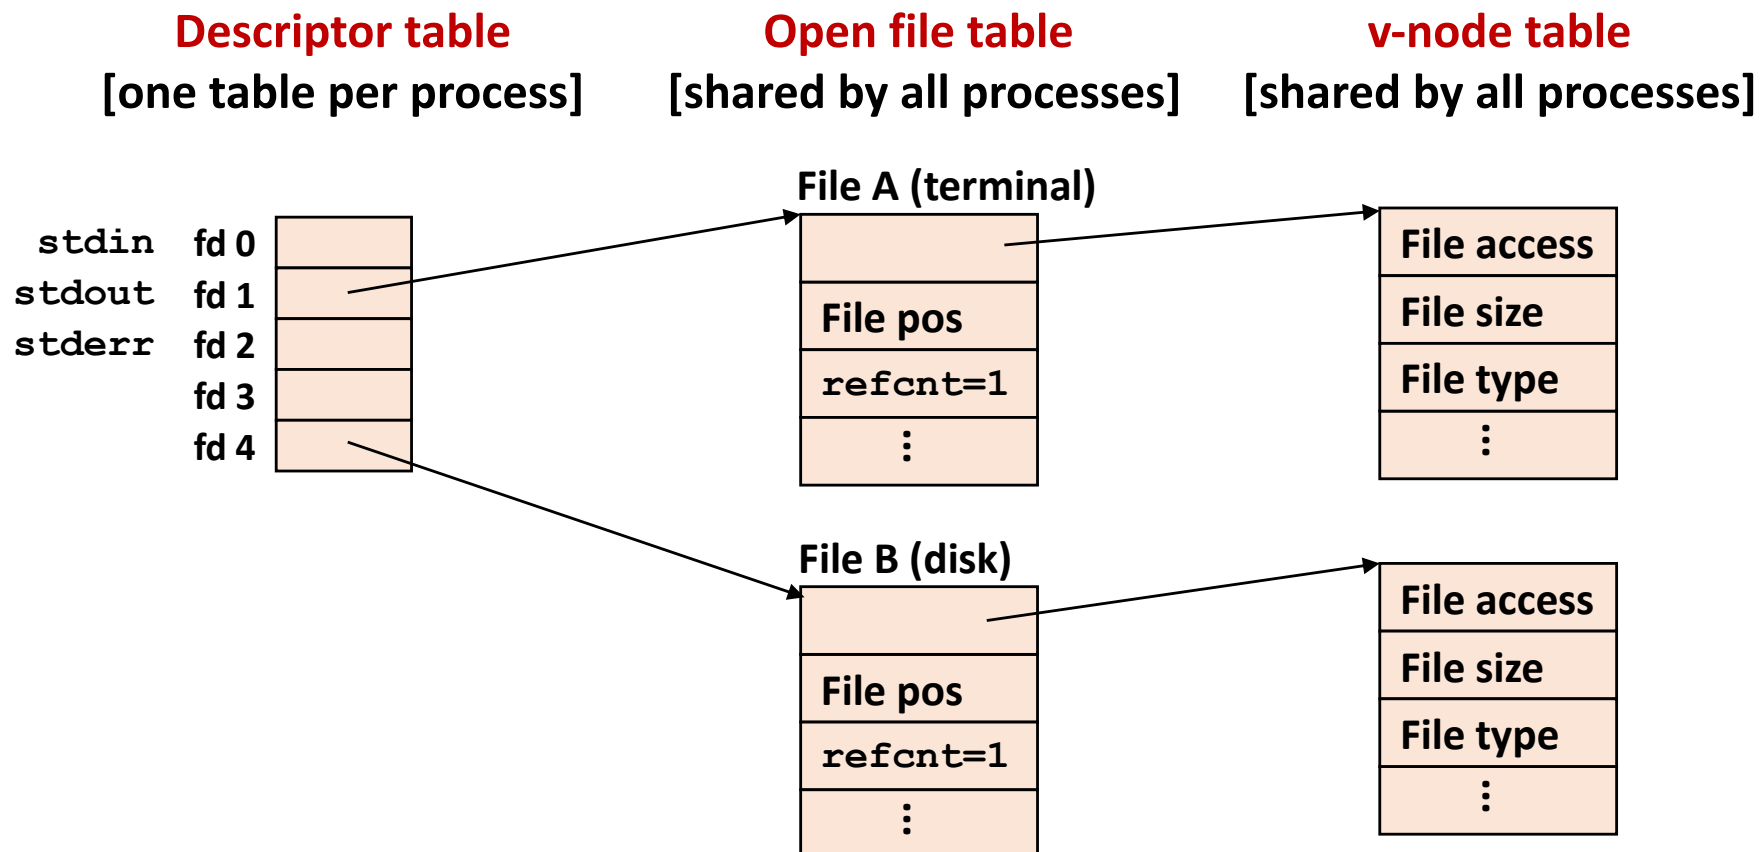 Descriptor table
[one table per process]
Open file table
[shared by all processes]
v-node table
[shared by all processes]
stdin fd 0
stdout fd 1
stderr fd 2
fd 3
fd 4
File A (terminal)
File pos
refcnt=1
⋮
File access
File size
File type
⋮
File B (disk)
File pos
refcnt=1
⋮
File access
File size
File type
⋮